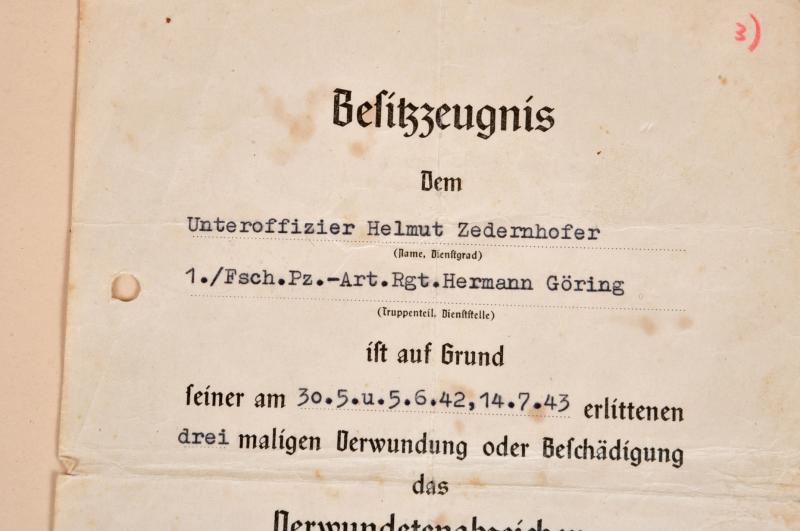 3)
Besitzzeugnis
Dem
Unteroffizier Helmut Zedernhofer
(Name, Dienstgrad)
1./Fsch.Pz.-Art.Rgt.Hermann Göring
(Truppenteil, Dienststelle)
ist auf Grund
seiner am 30.5.u.5.6.42,14.7.43 erlittenen
drei maligen Verwundung oder Beschädigung
das
Verwundetenabzeichen